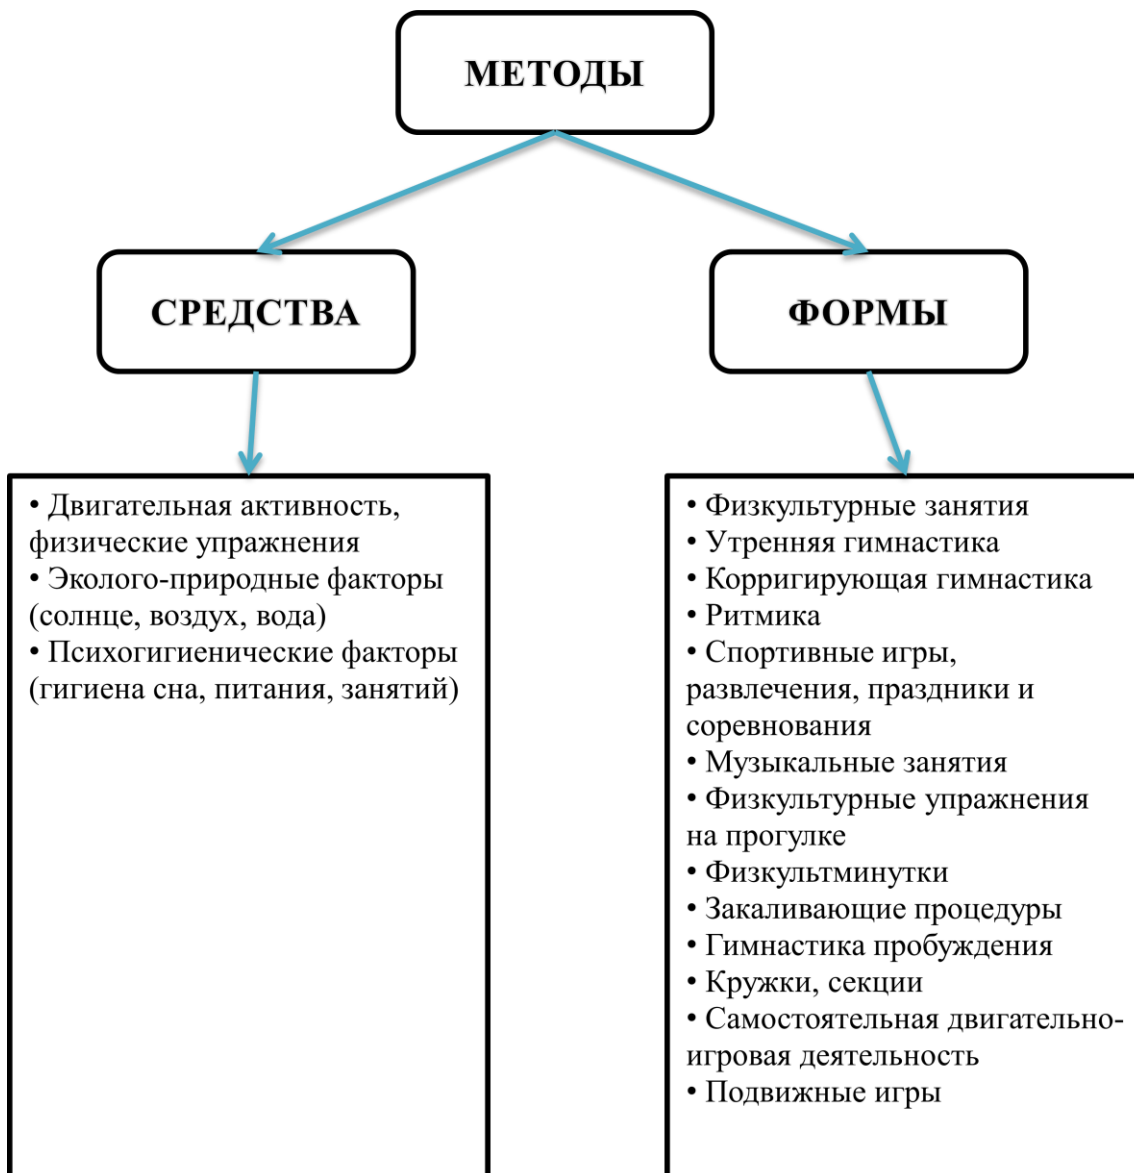 МЕТОДЫ
СРЕДСТВА
ФОРМЫ
• Двигательная активность,
физические упражнения
• Эколого-природные факторы
(солнце, воздух, вода)
• Психогигиенические факторы
(гигиена сна, питания, занятий)
• Физкультурные занятия
• Утренняя гимнастика
• Корригирующая гимнастика
• Ритмика
• Спортивные игры,
развлечения, праздники и
соревнования
• Музыкальные занятия
• Физкультурные упражнения
на прогулке
• Физкультминутки
• Закаливающие процедуры
• Гимнастика пробуждения
• Кружки, секции
• Самостоятельная двигательно-
игровая деятельность
• Подвижные игры